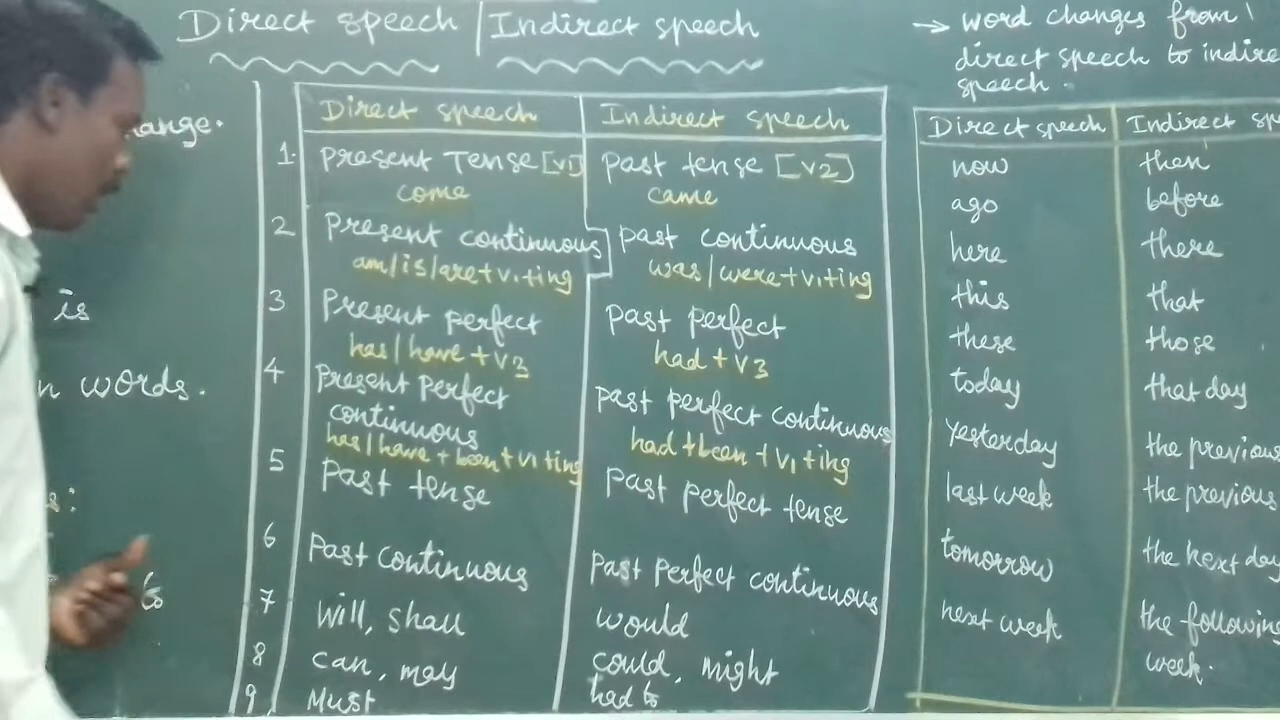 Direct speech | Indirect speech
→ word changes from
direct speech to indire
speech.
ange.
is
n words.
s:
to
Direct speech | Indirect speech
1. Present Tense [V1] | past tense [V2]
come | came
2 Present continuous | past continuous
am/is/are+V1+ing | was/were+V1+ing
3 Present perfect | past perfect
has/have+V3 | had+V3
4 Present perfect
continuous | past perfect continuous
has/have+been+V1+ing | had+been+V1+ing
5 Past tense | Past perfect tense
6 Past continuous | Past perfect continuous
7 Will, shall | would
8 can, may | could, might
9. Must | had to
Direct speech | Indirect spe
now | then
ago | before
here | there
this | that
these | those
today | that day
yesterday | the previous
last week | the previous
tomorrow | the next day
next week | the following
week.